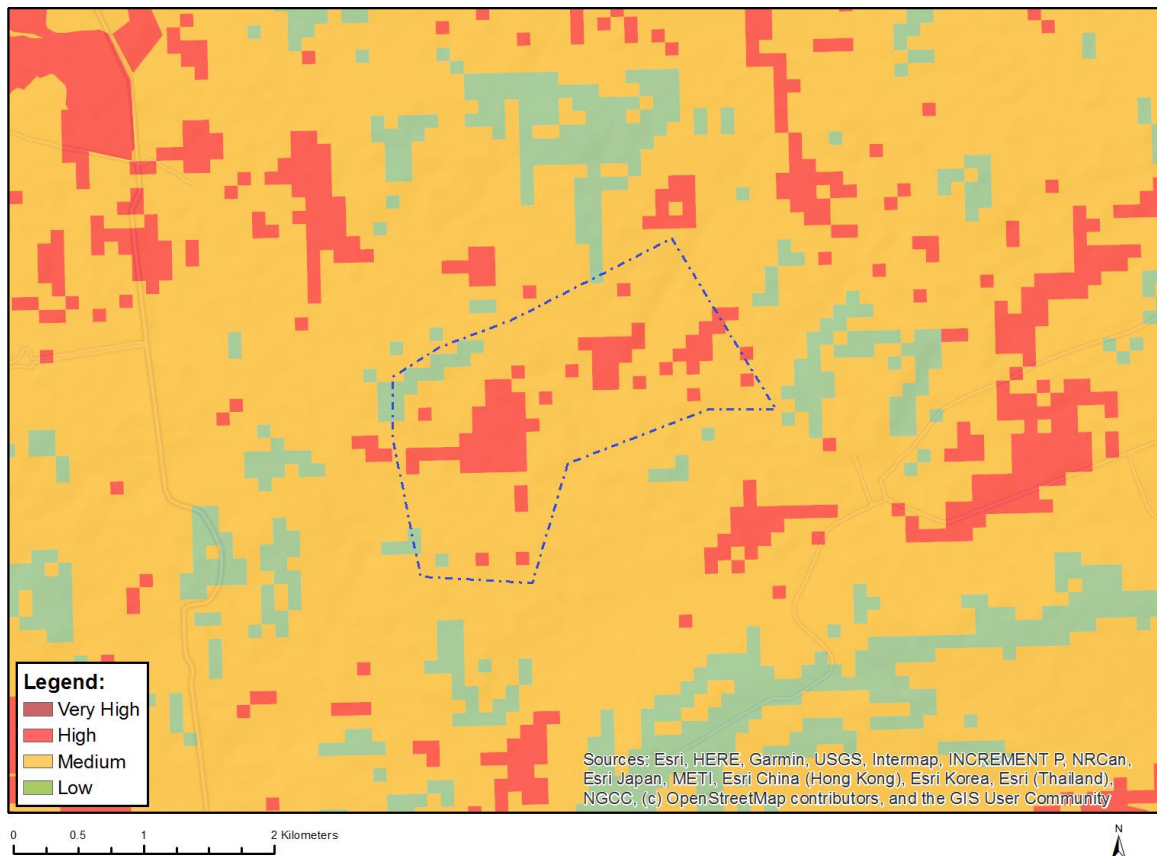 Legend:
Very High
High
Medium
Low
Sources: Esri, HERE, Garmin, USGS, Intermap, INCREMENT P, NRCan,
Esri Japan, METI, Esri China (Hong Kong), Esri Korea, Esri (Thailand),
NGCC, (c) OpenStreetMap contributors, and the GIS User Community
0 0.5 1 2 Kilometers
N